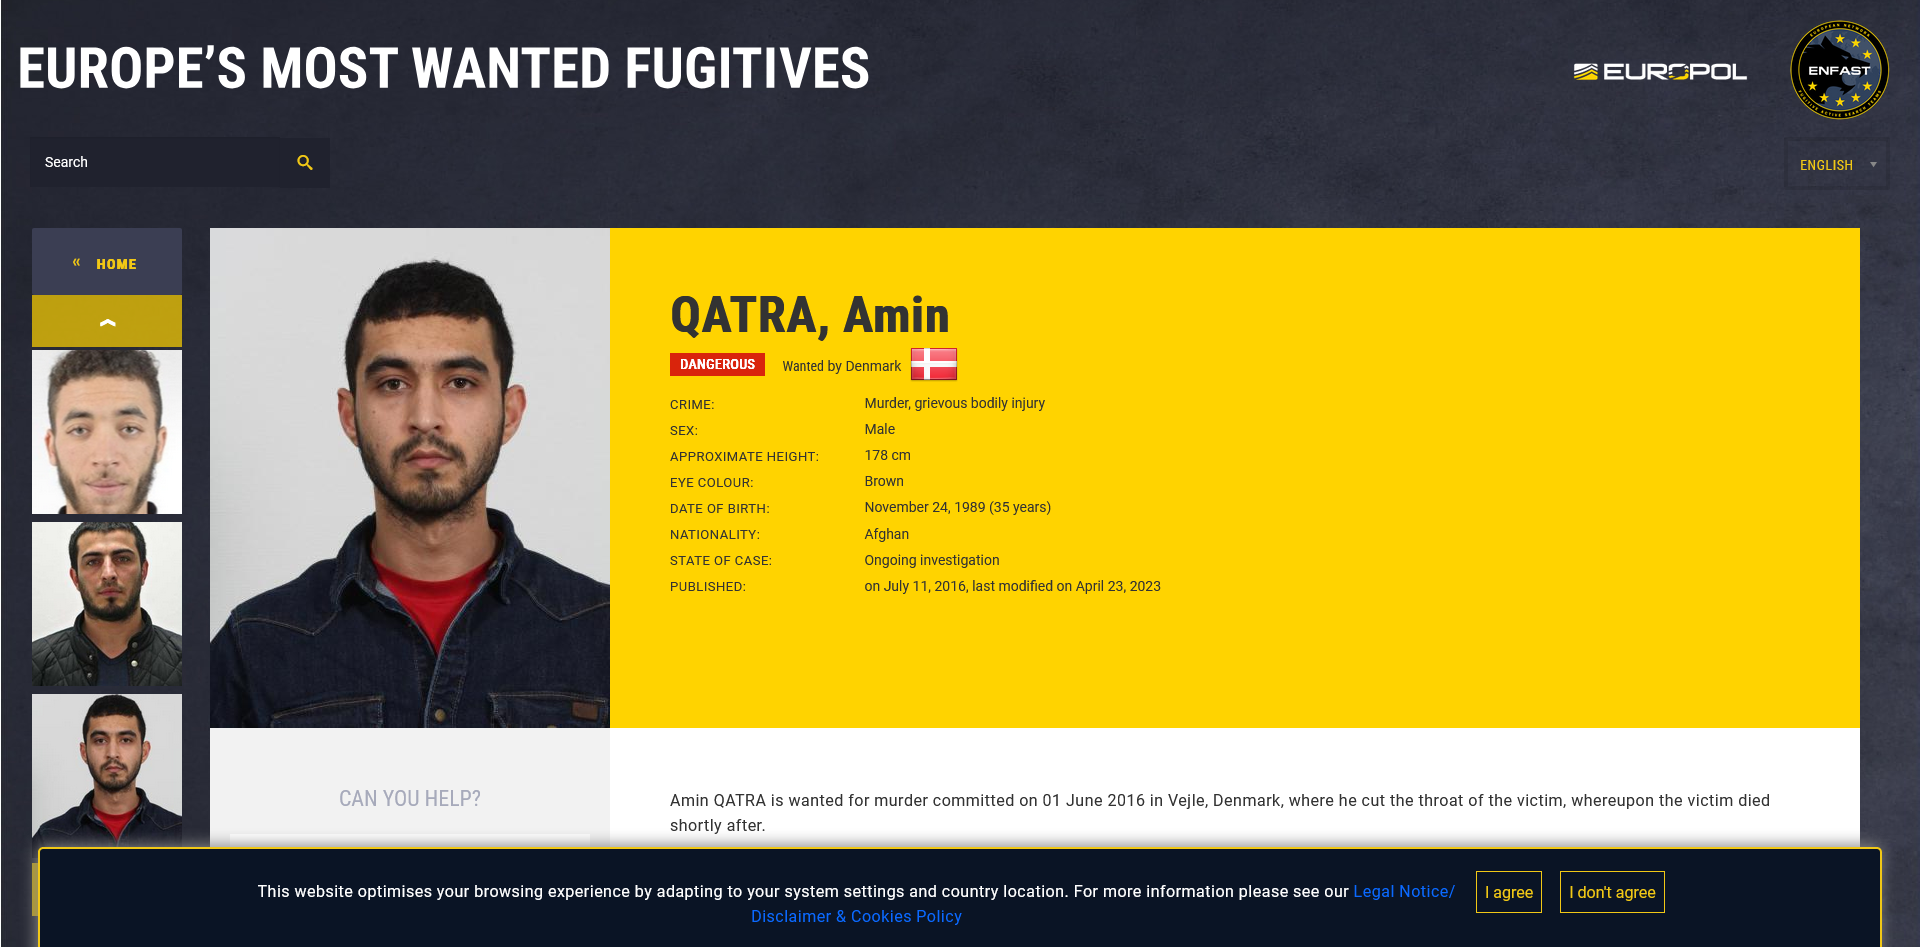 EUROPE’S MOST WANTED FUGITIVES
EUROPOL
ENFAST
Search
ENGLISH
« HOME
QATRA, Amin
DANGEROUS Wanted by Denmark
CRIME: Murder, grievous bodily injury
SEX: Male
APPROXIMATE HEIGHT: 178 cm
EYE COLOUR: Brown
DATE OF BIRTH: November 24, 1989 (35 years)
NATIONALITY: Afghan
STATE OF CASE: Ongoing investigation
PUBLISHED: on July 11, 2016, last modified on April 23, 2023
CAN YOU HELP?
Amin QATRA is wanted for murder committed on 01 June 2016 in Vejle, Denmark, where he cut the throat of the victim, whereupon the victim died
shortly after.
This website optimises your browsing experience by adapting to your system settings and country location. For more information please see our Legal Notice/
Disclaimer & Cookies Policy
I agree
I don't agree